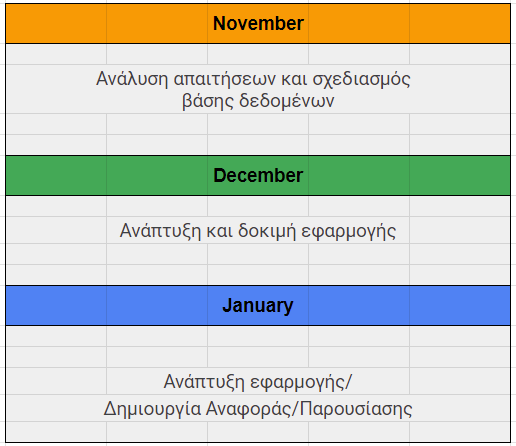 November
Ανάλυση απαιτήσεων και σχεδιασμός
βάσης δεδομένων
December
Ανάπτυξη και δοκιμή εφαρμογής
January
Ανάπτυξη εφαρμογής/
Δημιουργία Αναφοράς/Παρουσίασης